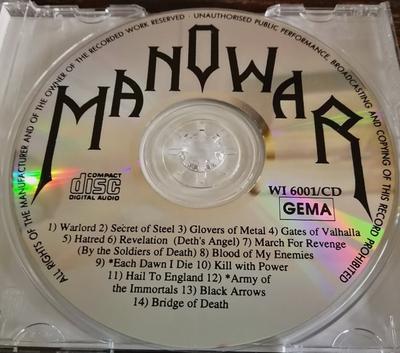 ALL RIGHTS OF THE MANUFACTURER AND OF THE OWNER OF THE RECORDED WORK RESERVED · UNAUTHORISED PUBLIC PERFORMANCE, BROADCASTING AND COPYING OF THIS RECORD PROHIBITED
MANOWAR
COMPACT
disc
DIGITAL AUDIO
WI 6001/CD
GEMA
1) Warlord 2) Secret of Steel 3) Glovers of Metal 4) Gates of Valhalla
5) Hatred 6) Revelation (Deth's Angel) 7) March For Revenge
(By the Soldiers of Death) 8) Blood of My Enemies
9) *Each Dawn I Die 10) Kill with Power
11) Hail To England 12) *Army of
the Immortals 13) Black Arrows
14) Bridge of Death